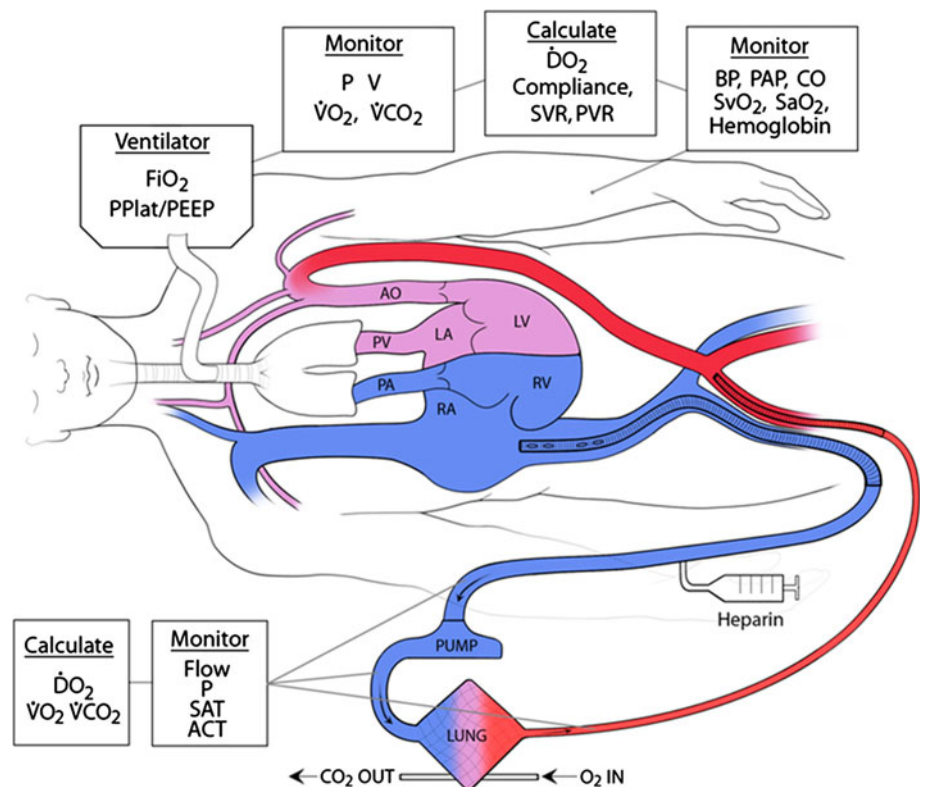 Monitor
P V
V̇O₂, V̇CO₂
Calculate
ḊO₂
Compliance,
SVR, PVR
Monitor
BP, PAP, CO
SvO₂, SaO₂,
Hemoglobin
Ventilator
FiO₂
PPlat/PEEP
AO
LV
LA
PV
PA
RV
RA
Heparin
PUMP
LUNG
Calculate
ḊO₂
V̇O₂ V̇CO₂
Monitor
Flow
P
SAT
ACT
CO₂ OUT
O₂ IN